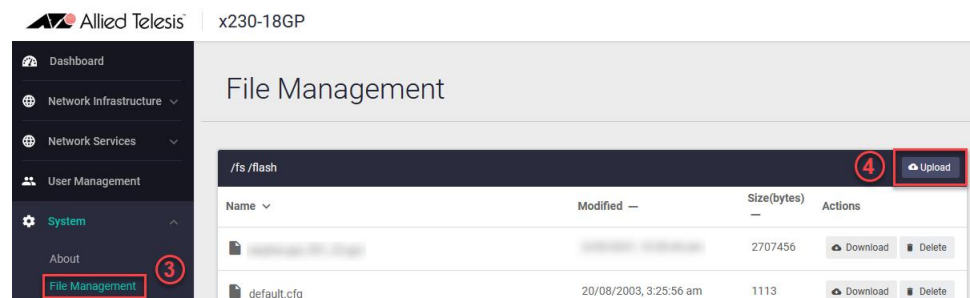 Allied Telesis x230-18GP
Dashboard
Network Infrastructure
Network Services
User Management
System
About
3
File Management
File Management
/fs /flash
4
Upload
Name Modified Size(bytes) Actions
2707456 Download Delete
default.cfg 20/08/2003, 3:25:56 am 1113 Download Delete